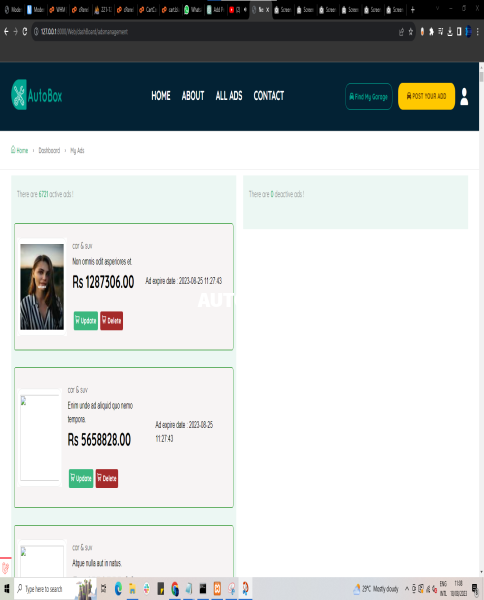 WHM
127.0.0.1:8000/Web/dashBoard/adsmanagement
AutoBox
HOME ABOUT ALL ADS CONTACT
Find My Garage
POST YOUR ADD
Home › Dashboard › My Ads
There are 6721 active ads !
There are 0 deactive ads !
car & suv
Non omnis odit asperiores et.
Rs 1287306.00
Ad expire date : 2023-08-25 11:27:43
Update Delete
car & suv
Enim unde ad aliquid quo nemo
tempora.
Rs 5658828.00
Ad expire date : 2023-08-25
11:27:43
Update Delete
car & suv
Atque nulla aut in natus.
Type here to search
29°C Mostly cloudy
ENG
INTL
11:08
18/08/2023